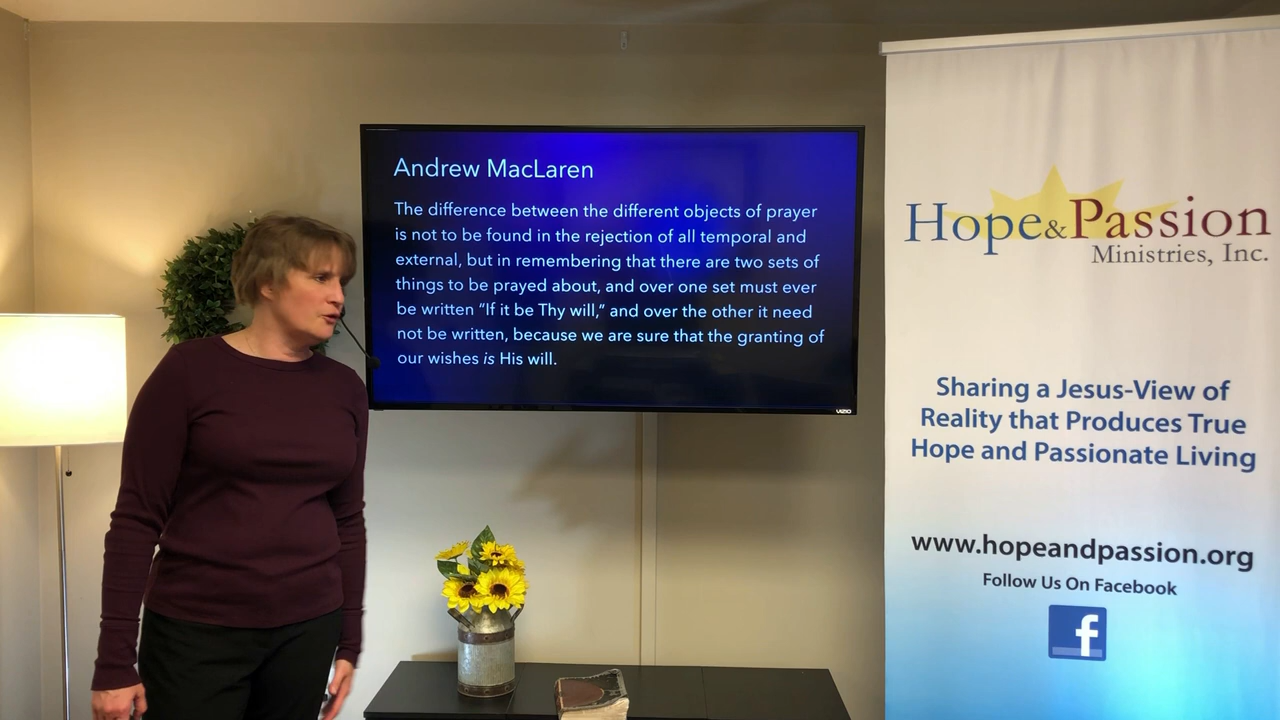 Andrew MacLaren
The difference between the different objects of prayer
is not to be found in the rejection of all temporal and
external, but in remembering that there are two sets of
things to be prayed about, and over one set must ever
be written “If it be Thy will,” and over the other it need
not be written, because we are sure that the granting of
our wishes is His will.
VIZIO
Hope&Passion
Ministries, Inc.
Sharing a Jesus-View of
Reality that Produces True
Hope and Passionate Living
www.hopeandpassion.org
Follow Us On Facebook
f